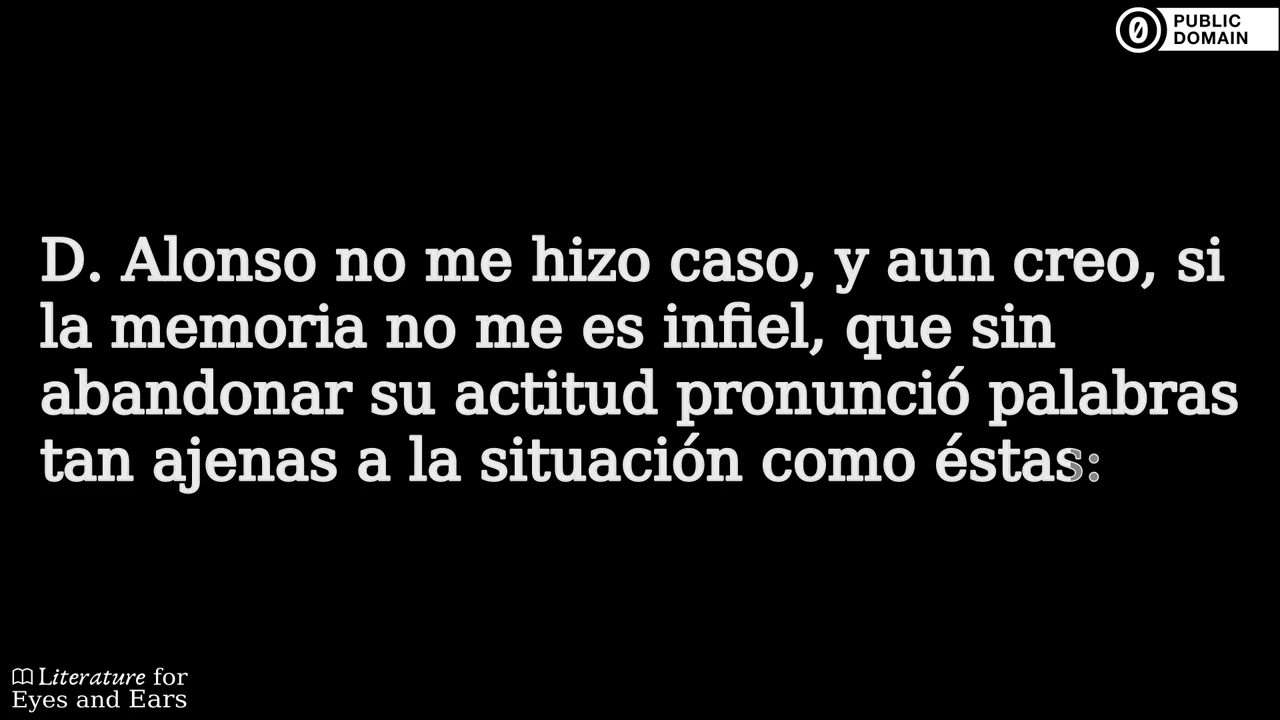 PUBLIC
DOMAIN
D. Alonso no me hizo caso, y aun creo, si
la memoria no me es infiel, que sin
abandonar su actitud pronunció palabras
tan ajenas a la situación como éstas:
Literature for
Eyes and Ears